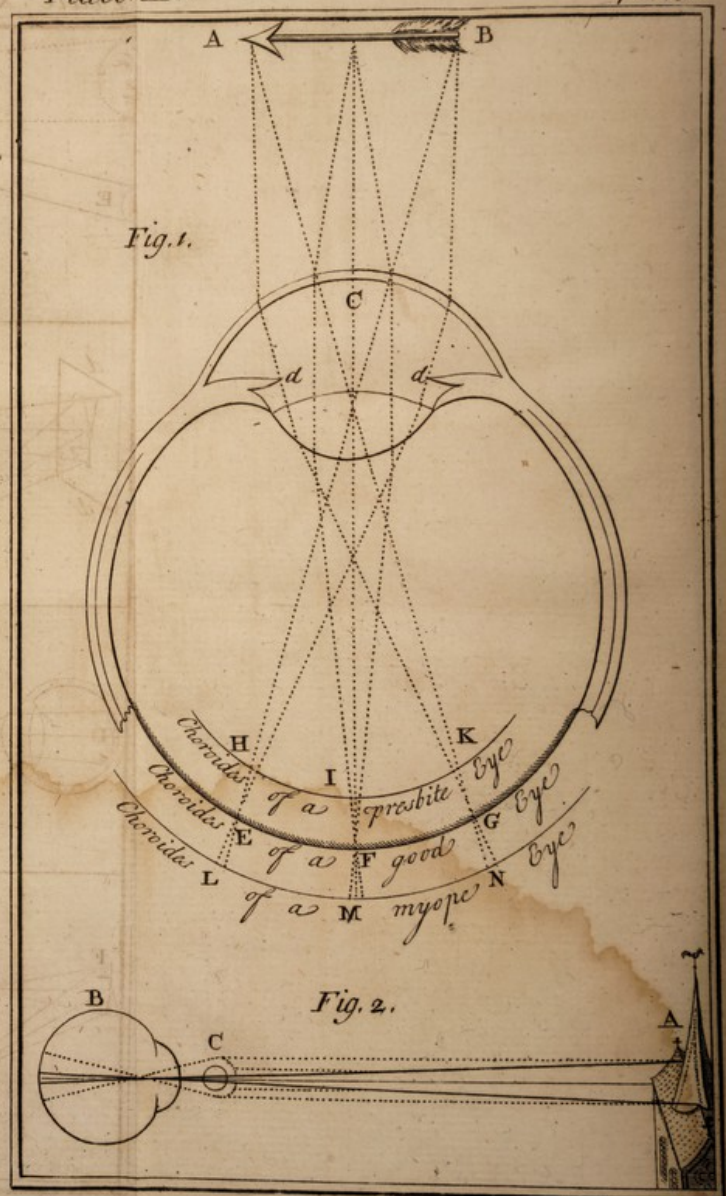 A B
Fig. 1.
C
d d
H I K
Choroides of a presbite Eye
E F G
Choroides of a good Eye
L M N
Choroides of a myope Eye
Fig. 2.
B C A